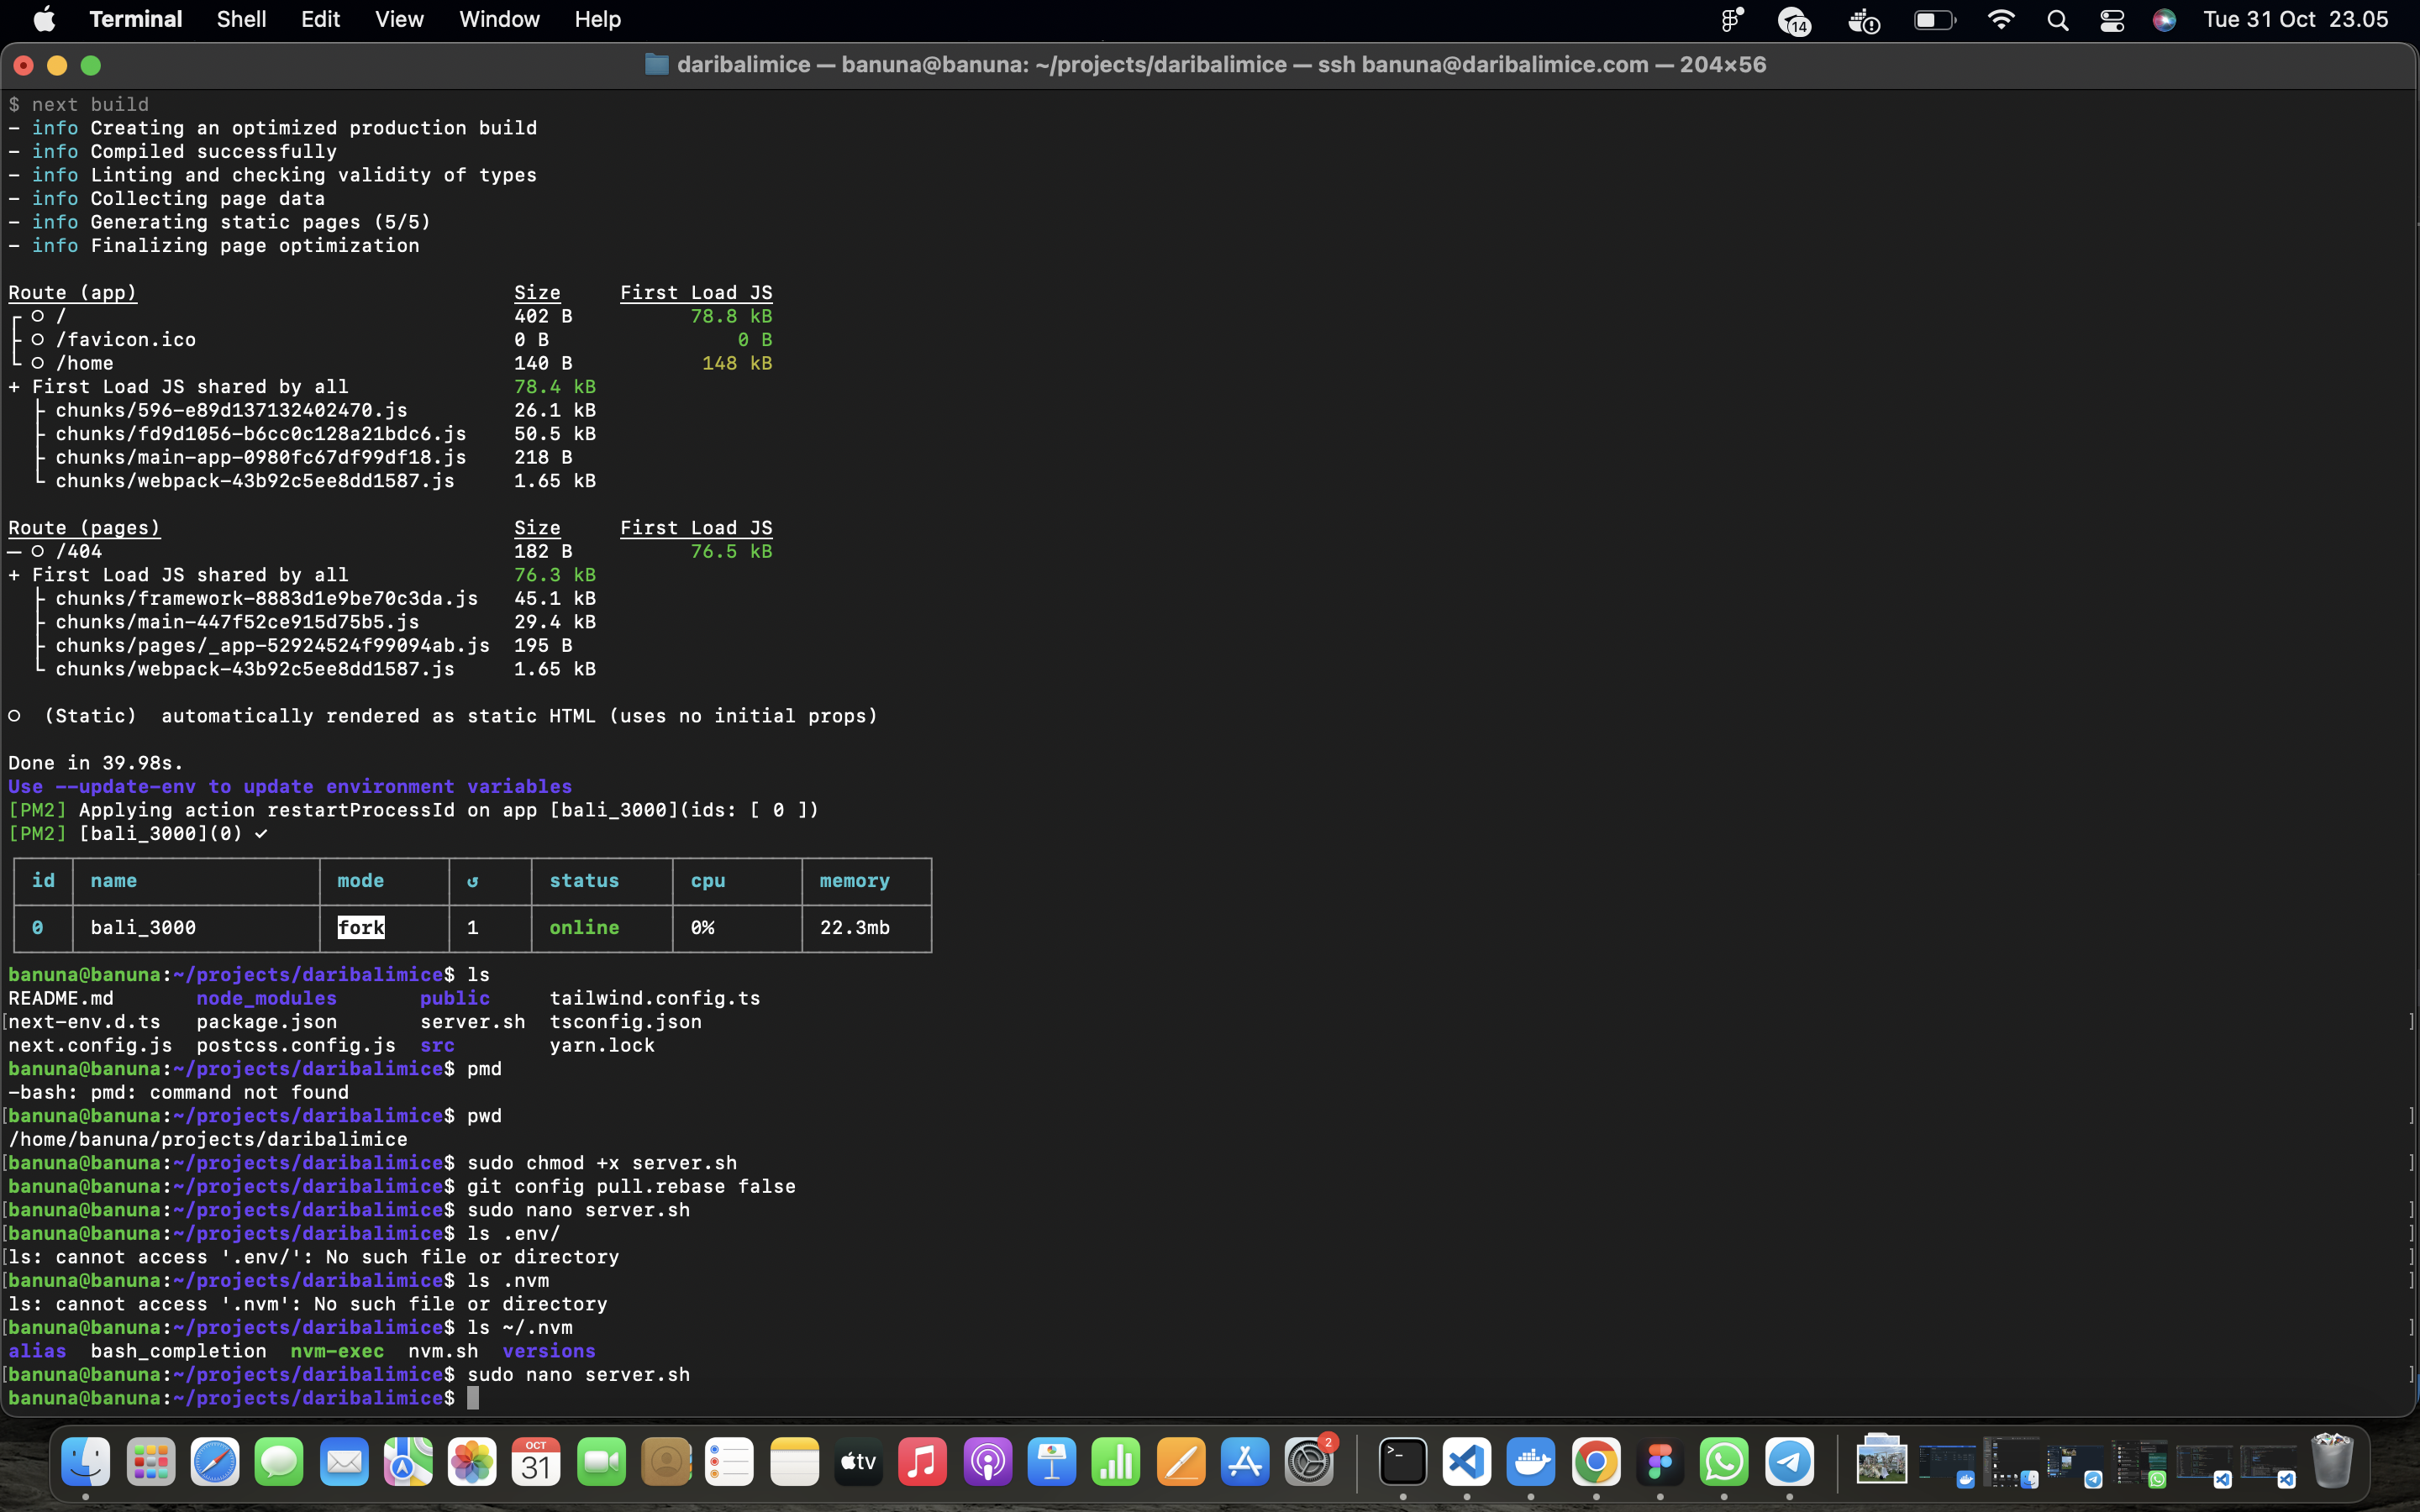 Terminal Shell Edit View Window Help 14 Tue 31 Oct 23.05
daribalimice — banuna@banuna: ~/projects/daribalimice — ssh banuna@daribalimice.com — 204×56
$ next build
- info Creating an optimized production build
- info Compiled successfully
- info Linting and checking validity of types
- info Collecting page data
- info Generating static pages (5/5)
- info Finalizing page optimization
Route (app) Size First Load JS
┌ ○ / 402 B 78.8 kB
├ ○ /favicon.ico 0 B 0 B
└ ○ /home 140 B 148 kB
+ First Load JS shared by all 78.4 kB
├ chunks/596-e89d137132402470.js 26.1 kB
├ chunks/fd9d1056-b6cc0c128a21bdc6.js 50.5 kB
├ chunks/main-app-0980fc67df99df18.js 218 B
└ chunks/webpack-43b92c5ee8dd1587.js 1.65 kB
Route (pages) Size First Load JS
─ ○ /404 182 B 76.5 kB
+ First Load JS shared by all 76.3 kB
├ chunks/framework-8883d1e9be70c3da.js 45.1 kB
├ chunks/main-447f52ce915d75b5.js 29.4 kB
├ chunks/pages/_app-52924524f99094ab.js 195 B
└ chunks/webpack-43b92c5ee8dd1587.js 1.65 kB
○ (Static) automatically rendered as static HTML (uses no initial props)
Done in 39.98s.
Use --update-env to update environment variables
[PM2] Applying action restartProcessId on app [bali_3000](ids: [ 0 ])
[PM2] [bali_3000](0) ✓
id name mode ↺ status cpu memory
0 bali_3000 fork 1 online 0% 22.3mb
banuna@banuna:~/projects/daribalimice$ ls
README.md node_modules public tailwind.config.ts
[next-env.d.ts package.json server.sh tsconfig.json ]
next.config.js postcss.config.js src yarn.lock
banuna@banuna:~/projects/daribalimice$ pmd
-bash: pmd: command not found
[banuna@banuna:~/projects/daribalimice$ pwd ]
/home/banuna/projects/daribalimice
[banuna@banuna:~/projects/daribalimice$ sudo chmod +x server.sh ]
banuna@banuna:~/projects/daribalimice$ git config pull.rebase false
[banuna@banuna:~/projects/daribalimice$ sudo nano server.sh ]
[banuna@banuna:~/projects/daribalimice$ ls .env/ ]
[ls: cannot access '.env/': No such file or directory ]
[banuna@banuna:~/projects/daribalimice$ ls .nvm ]
ls: cannot access '.nvm': No such file or directory
[banuna@banuna:~/projects/daribalimice$ ls ~/.nvm ]
alias bash_completion nvm-exec nvm.sh versions
[banuna@banuna:~/projects/daribalimice$ sudo nano server.sh ]
banuna@banuna:~/projects/daribalimice$
OCT
31
tv
2
>_